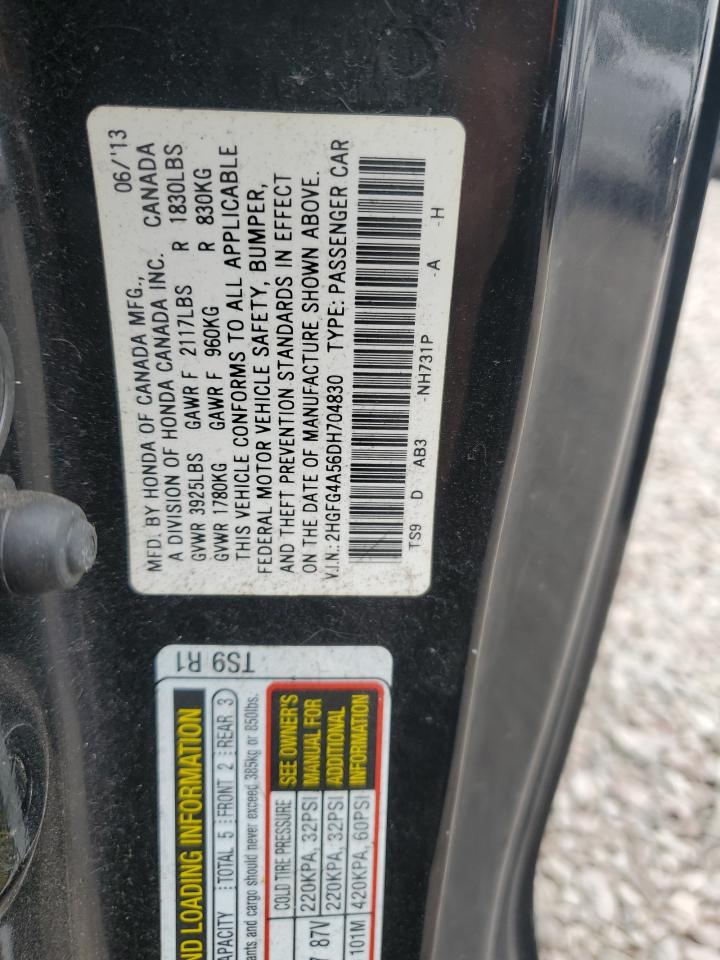 MFD. BY HONDA OF CANADA MFG., 06/'13
A DIVISION OF HONDA CANADA INC. CANADA
GVWR 3925LBS GAWR F 2117LBS R 1830LBS
GVWR 1780KG GAWR F 960KG R 830KG
THIS VEHICLE CONFORMS TO ALL APPLICABLE
FEDERAL MOTOR VEHICLE SAFETY, BUMPER,
AND THEFT PREVENTION STANDARDS IN EFFECT
ON THE DATE OF MANUFACTURE SHOWN ABOVE.
V.I.N.: 2HGFG4A56DH704830 TYPE: PASSENGER CAR
TS9 D AB3 -NH731P -A -H
TS9 R1
ND LOADING INFORMATION
APACITY TOTAL 5 FRONT 2 REAR 3
ants and cargo should never exceed 385kg or 850lbs.
COLD TIRE PRESSURE
220KPA, 32PSI
87V 220KPA, 32PSI
101M 420KPA, 60PSI
SEE OWNER'S
MANUAL FOR
ADDITIONAL
INFORMATION